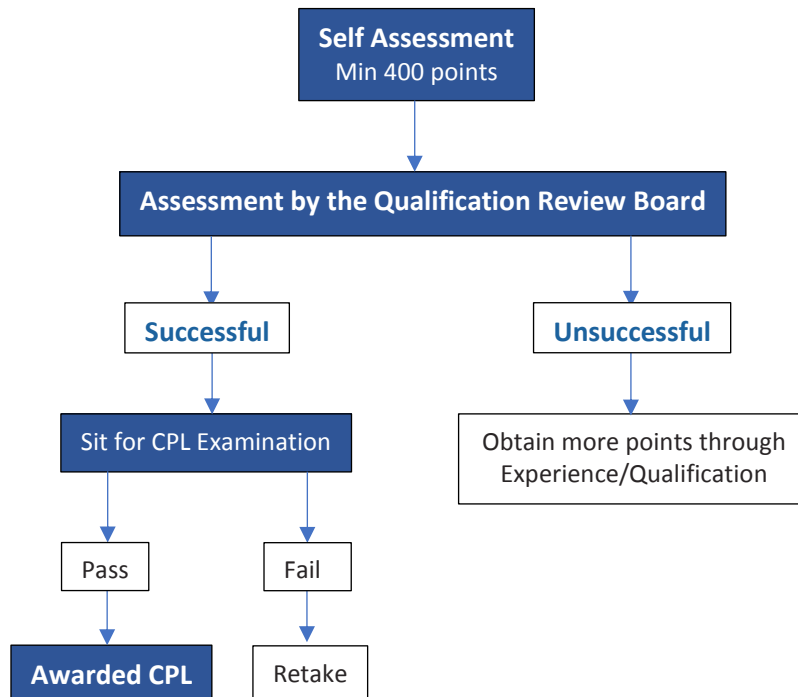 Self Assessment
Min 400 points
Assessment by the Qualification Review Board
Successful
Unsuccessful
Sit for CPL Examination
Obtain more points through
Experience/Qualification
Pass
Fail
Awarded CPL
Retake